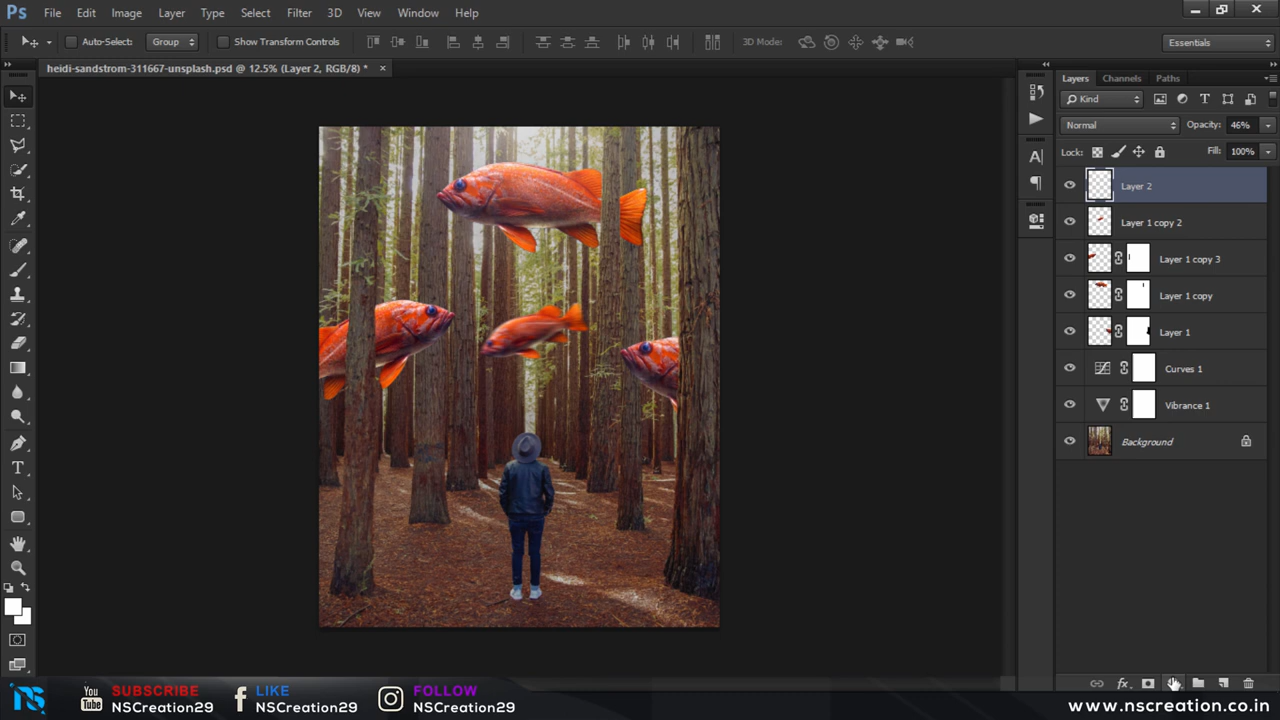 Ps File Edit Image Layer Type Select Filter 3D View Window Help
Auto-Select: Group Show Transform Controls 3D Mode: Essentials
heidi-sandstrom-311667-unsplash.psd @ 12.5% (Layer 2, RGB/8) * ×
Layers Channels Paths
Kind
Normal Opacity: 46%
Lock: Fill: 100%
Layer 2
Layer 1 copy 2
Layer 1 copy 3
Layer 1 copy
Layer 1
Curves 1
Vibrance 1
Background
You Tube SUBSCRIBE NSCreation29
LIKE NSCreation29
FOLLOW NSCreation29
www.nscreation.co.in